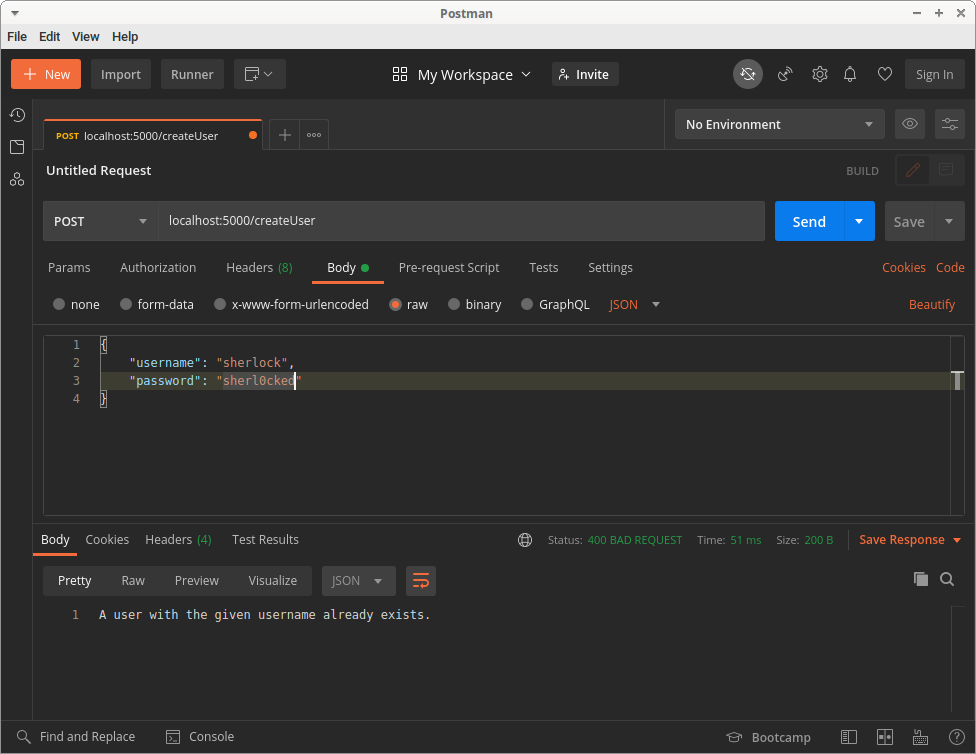 Postman
File Edit View Help
New Import Runner My Workspace Invite Sign In
POST localhost:5000/createUser No Environment
Untitled Request BUILD
POST localhost:5000/createUser Send Save
Params Authorization Headers (8) Body Pre-request Script Tests Settings Cookies Code
none form-data x-www-form-urlencoded raw binary GraphQL JSON Beautify
1 {
2 "username": "sherlock",
3 "password": "sherl0cked"
4 }
Body Cookies Headers (4) Test Results Status: 400 BAD REQUEST Time: 51 ms Size: 200 B Save Response
Pretty Raw Preview Visualize JSON
1 A user with the given username already exists.
Find and Replace Console Bootcamp